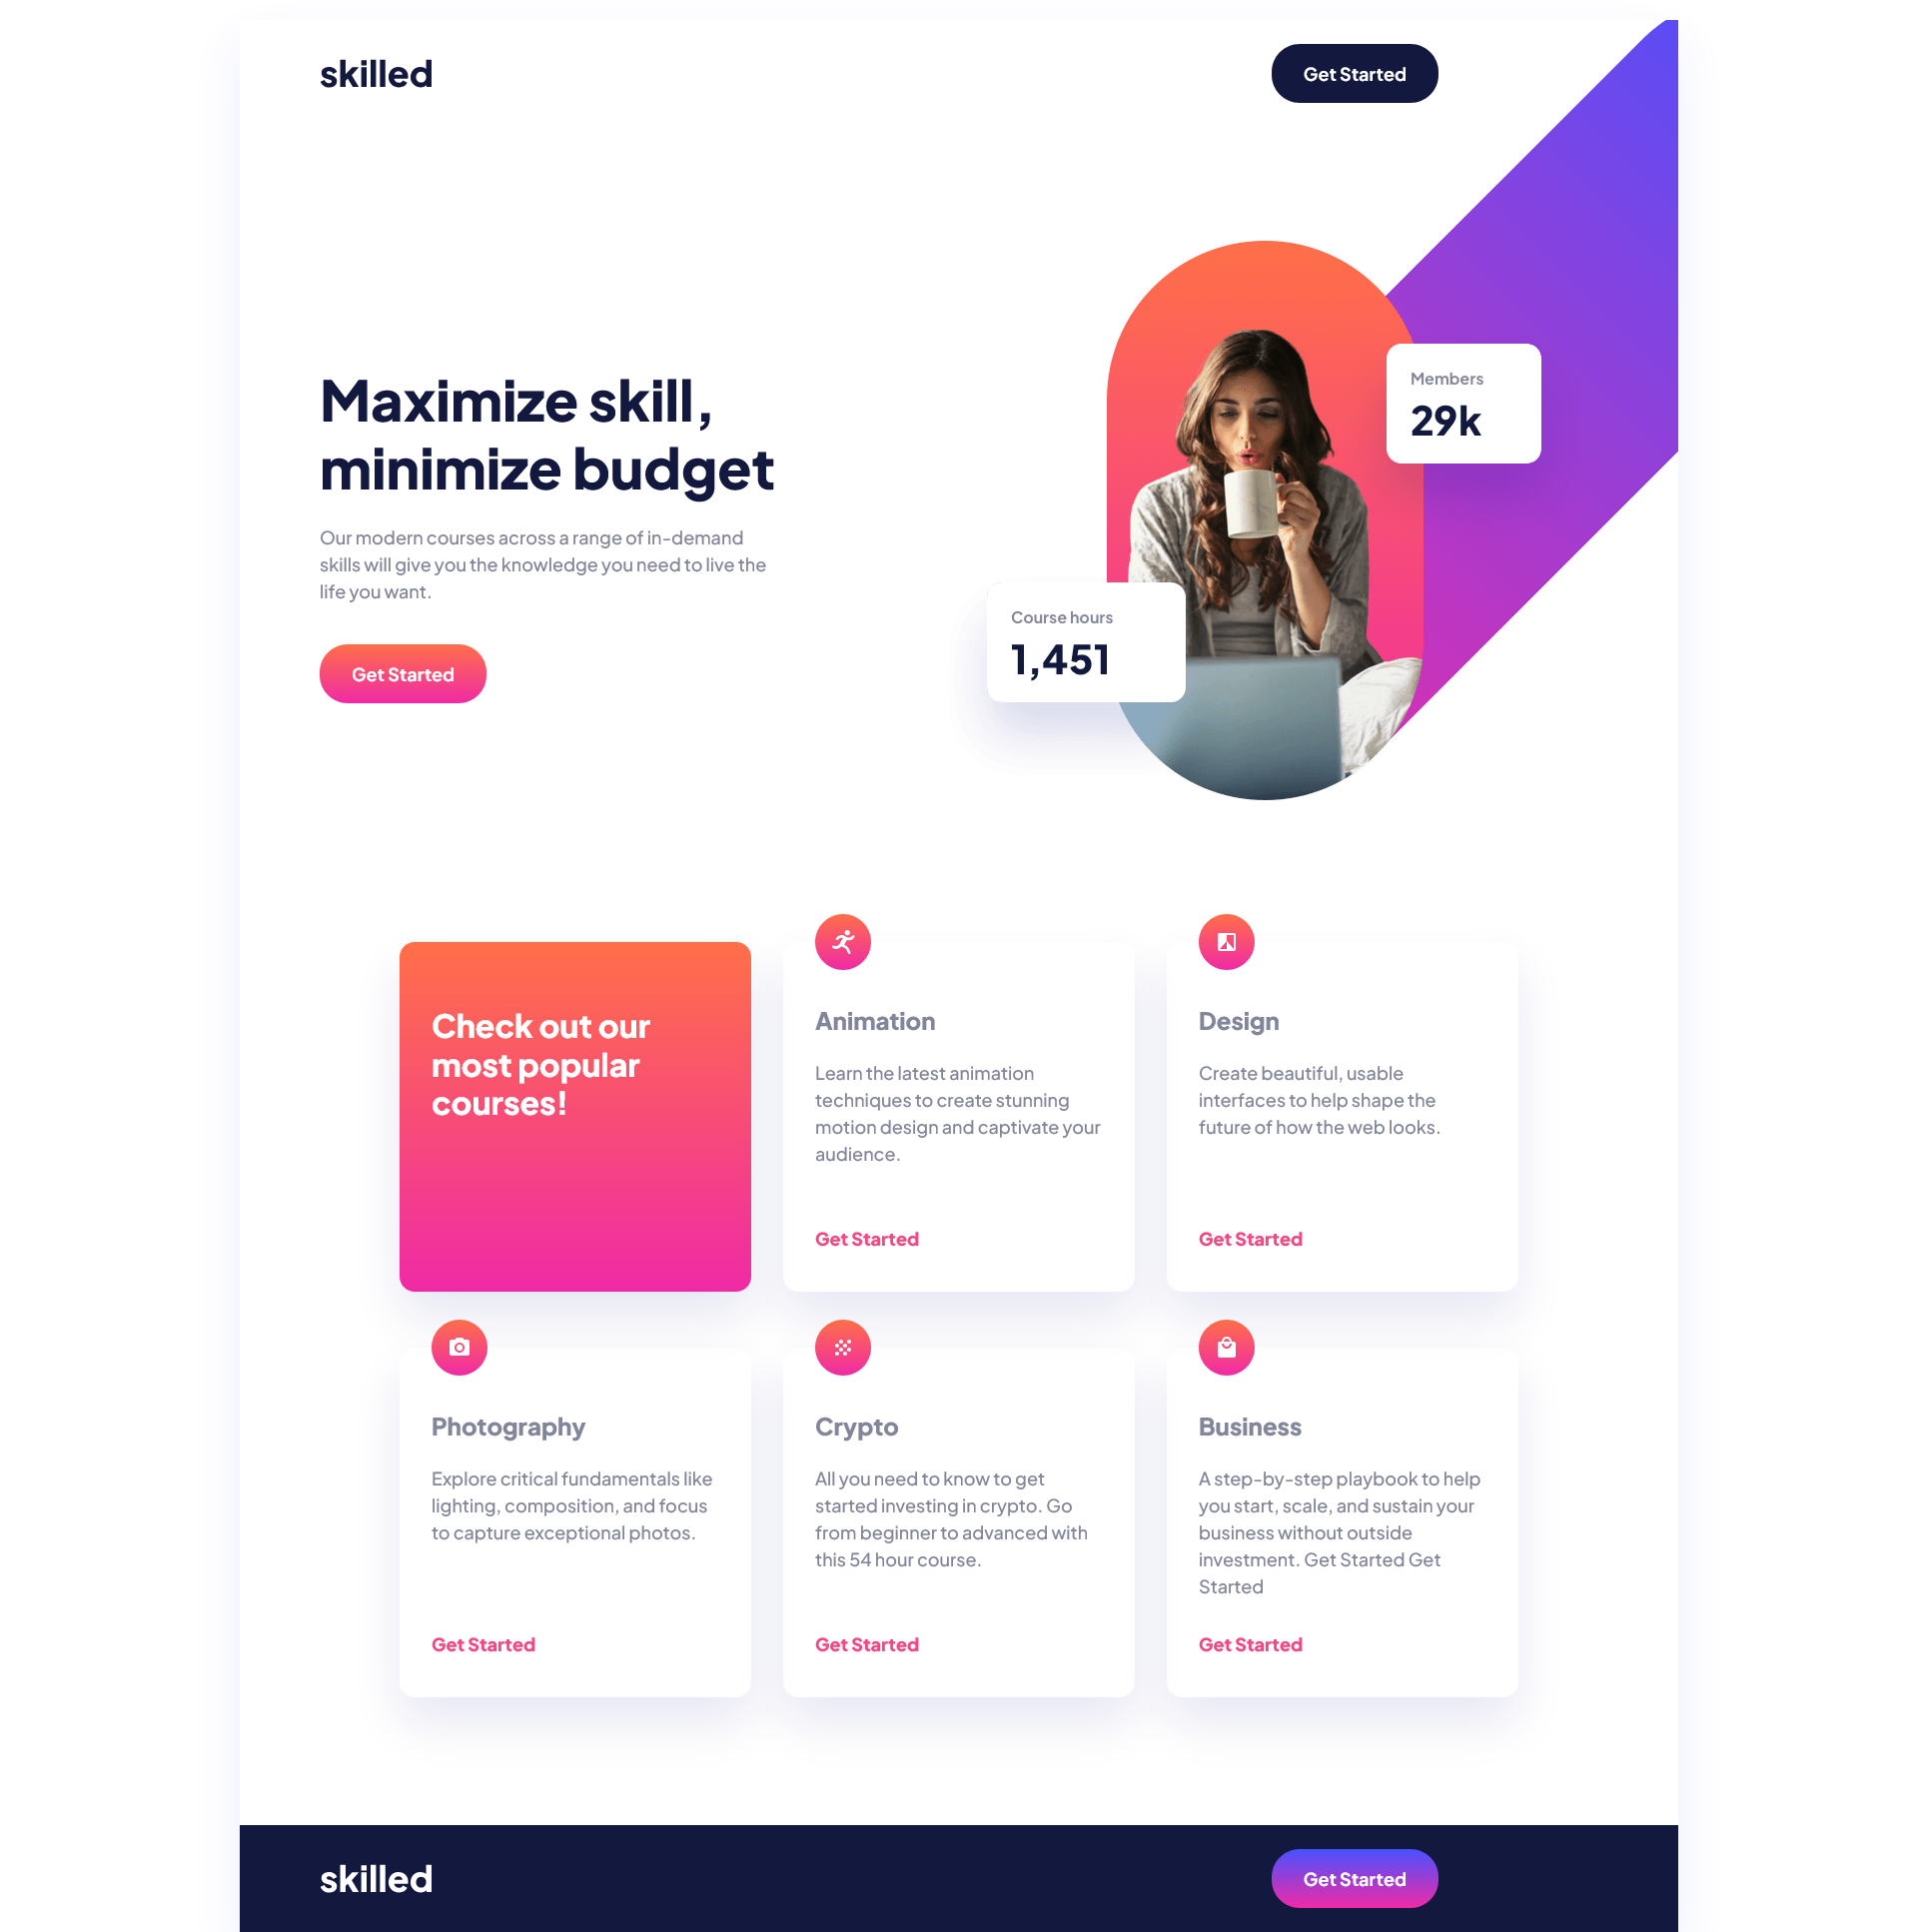 skilled
Get Started
Maximize skill,
minimize budget
Our modern courses across a range of in-demand
skills will give you the knowledge you need to live the
life you want.
Get Started
Members
29k
Course hours
1,451
Check out our
most popular
courses!
Animation
Learn the latest animation
techniques to create stunning
motion design and captivate your
audience.
Get Started
Design
Create beautiful, usable
interfaces to help shape the
future of how the web looks.
Get Started
Photography
Explore critical fundamentals like
lighting, composition, and focus
to capture exceptional photos.
Get Started
Crypto
All you need to know to get
started investing in crypto. Go
from beginner to advanced with
this 54 hour course.
Get Started
Business
A step-by-step playbook to help
you start, scale, and sustain your
business without outside
investment. Get Started Get
Started
Get Started
skilled
Get Started